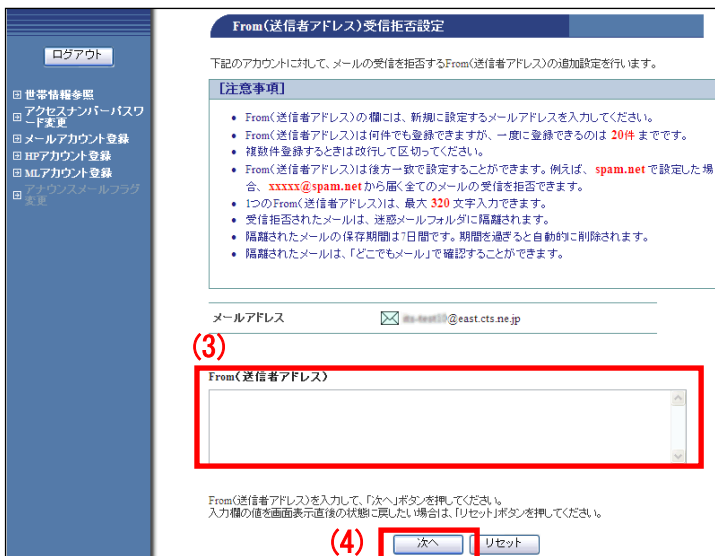 From(送信者アドレス)受信拒否設定
ログアウト
世帯情報参照
アクセスナンバーパスワ
ード変更
メールアカウント登録
HPアカウント登録
MLアカウント登録
アナウンスメールフラグ
変更
下記のアカウントに対して、メールの受信を拒否するFrom(送信者アドレス)の追加設定を行います。
[注意事項]
• From(送信者アドレス)の欄には、新規に設定するメールアドレスを入力してください。
• From(送信者アドレス)は何件でも登録できますが、一度に登録できるのは 20件 までです。
• 複数件登録するときは改行して区切ってください。
• From(送信者アドレス)は後方一致で設定することができます。例えば、 spam.net で設定した場
合、xxxxx@spam.net から届く全てのメールの受信を拒否できます。
• 1つのFrom(送信者アドレス)は、最大 320 文字入力できます。
• 受信拒否されたメールは、迷惑メールフォルダに隔離されます。
• 隔離されたメールの保存期間は7日間です。期間を過ぎると自動的に削除されます。
• 隔離されたメールは、「どこでもメール」で確認することができます。
メールアドレス @east.cts.ne.jp
(3)
From(送信者アドレス)
From(送信者アドレス)を入力して、「次へ」ボタンを押してください。
入力欄の値を画面表示直後の状態に戻したい場合は、「リセット」ボタンを押してください。
(4) 次へ リセット